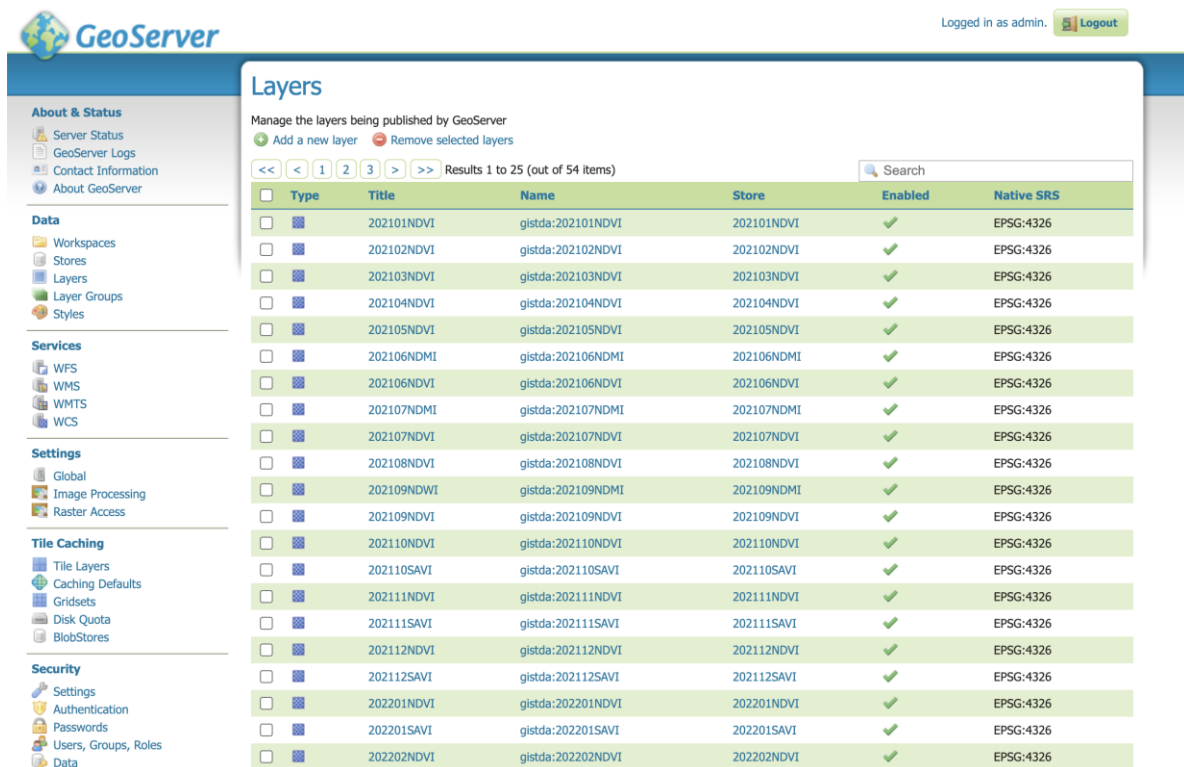 GeoServer
Logged in as admin. Logout
About & Status
Server Status
GeoServer Logs
Contact Information
About GeoServer
Data
Workspaces
Stores
Layers
Layer Groups
Styles
Services
WFS
WMS
WMTS
WCS
Settings
Global
Image Processing
Raster Access
Tile Caching
Tile Layers
Caching Defaults
Gridsets
Disk Quota
BlobStores
Security
Settings
Authentication
Passwords
Users, Groups, Roles
Data
Layers
Manage the layers being published by GeoServer
Add a new layer Remove selected layers
<< < 1 2 3 > >> Results 1 to 25 (out of 54 items) Search
Type Title Name Store Enabled Native SRS
202101NDVI gistda:202101NDVI 202101NDVI EPSG:4326
202102NDVI gistda:202102NDVI 202102NDVI EPSG:4326
202103NDVI gistda:202103NDVI 202103NDVI EPSG:4326
202104NDVI gistda:202104NDVI 202104NDVI EPSG:4326
202105NDVI gistda:202105NDVI 202105NDVI EPSG:4326
202106NDMI gistda:202106NDMI 202106NDMI EPSG:4326
202106NDVI gistda:202106NDVI 202106NDVI EPSG:4326
202107NDMI gistda:202107NDMI 202107NDMI EPSG:4326
202107NDVI gistda:202107NDVI 202107NDVI EPSG:4326
202108NDVI gistda:202108NDVI 202108NDVI EPSG:4326
202109NDWI gistda:202109NDMI 202109NDMI EPSG:4326
202109NDVI gistda:202109NDVI 202109NDVI EPSG:4326
202110NDVI gistda:202110NDVI 202110NDVI EPSG:4326
202110SAVI gistda:202110SAVI 202110SAVI EPSG:4326
202111NDVI gistda:202111NDVI 202111NDVI EPSG:4326
202111SAVI gistda:202111SAVI 202111SAVI EPSG:4326
202112NDVI gistda:202112NDVI 202112NDVI EPSG:4326
202112SAVI gistda:202112SAVI 202112SAVI EPSG:4326
202201NDVI gistda:202201NDVI 202201NDVI EPSG:4326
202201SAVI gistda:202201SAVI 202201SAVI EPSG:4326
202202NDVI gistda:202202NDVI 202202NDVI EPSG:4326